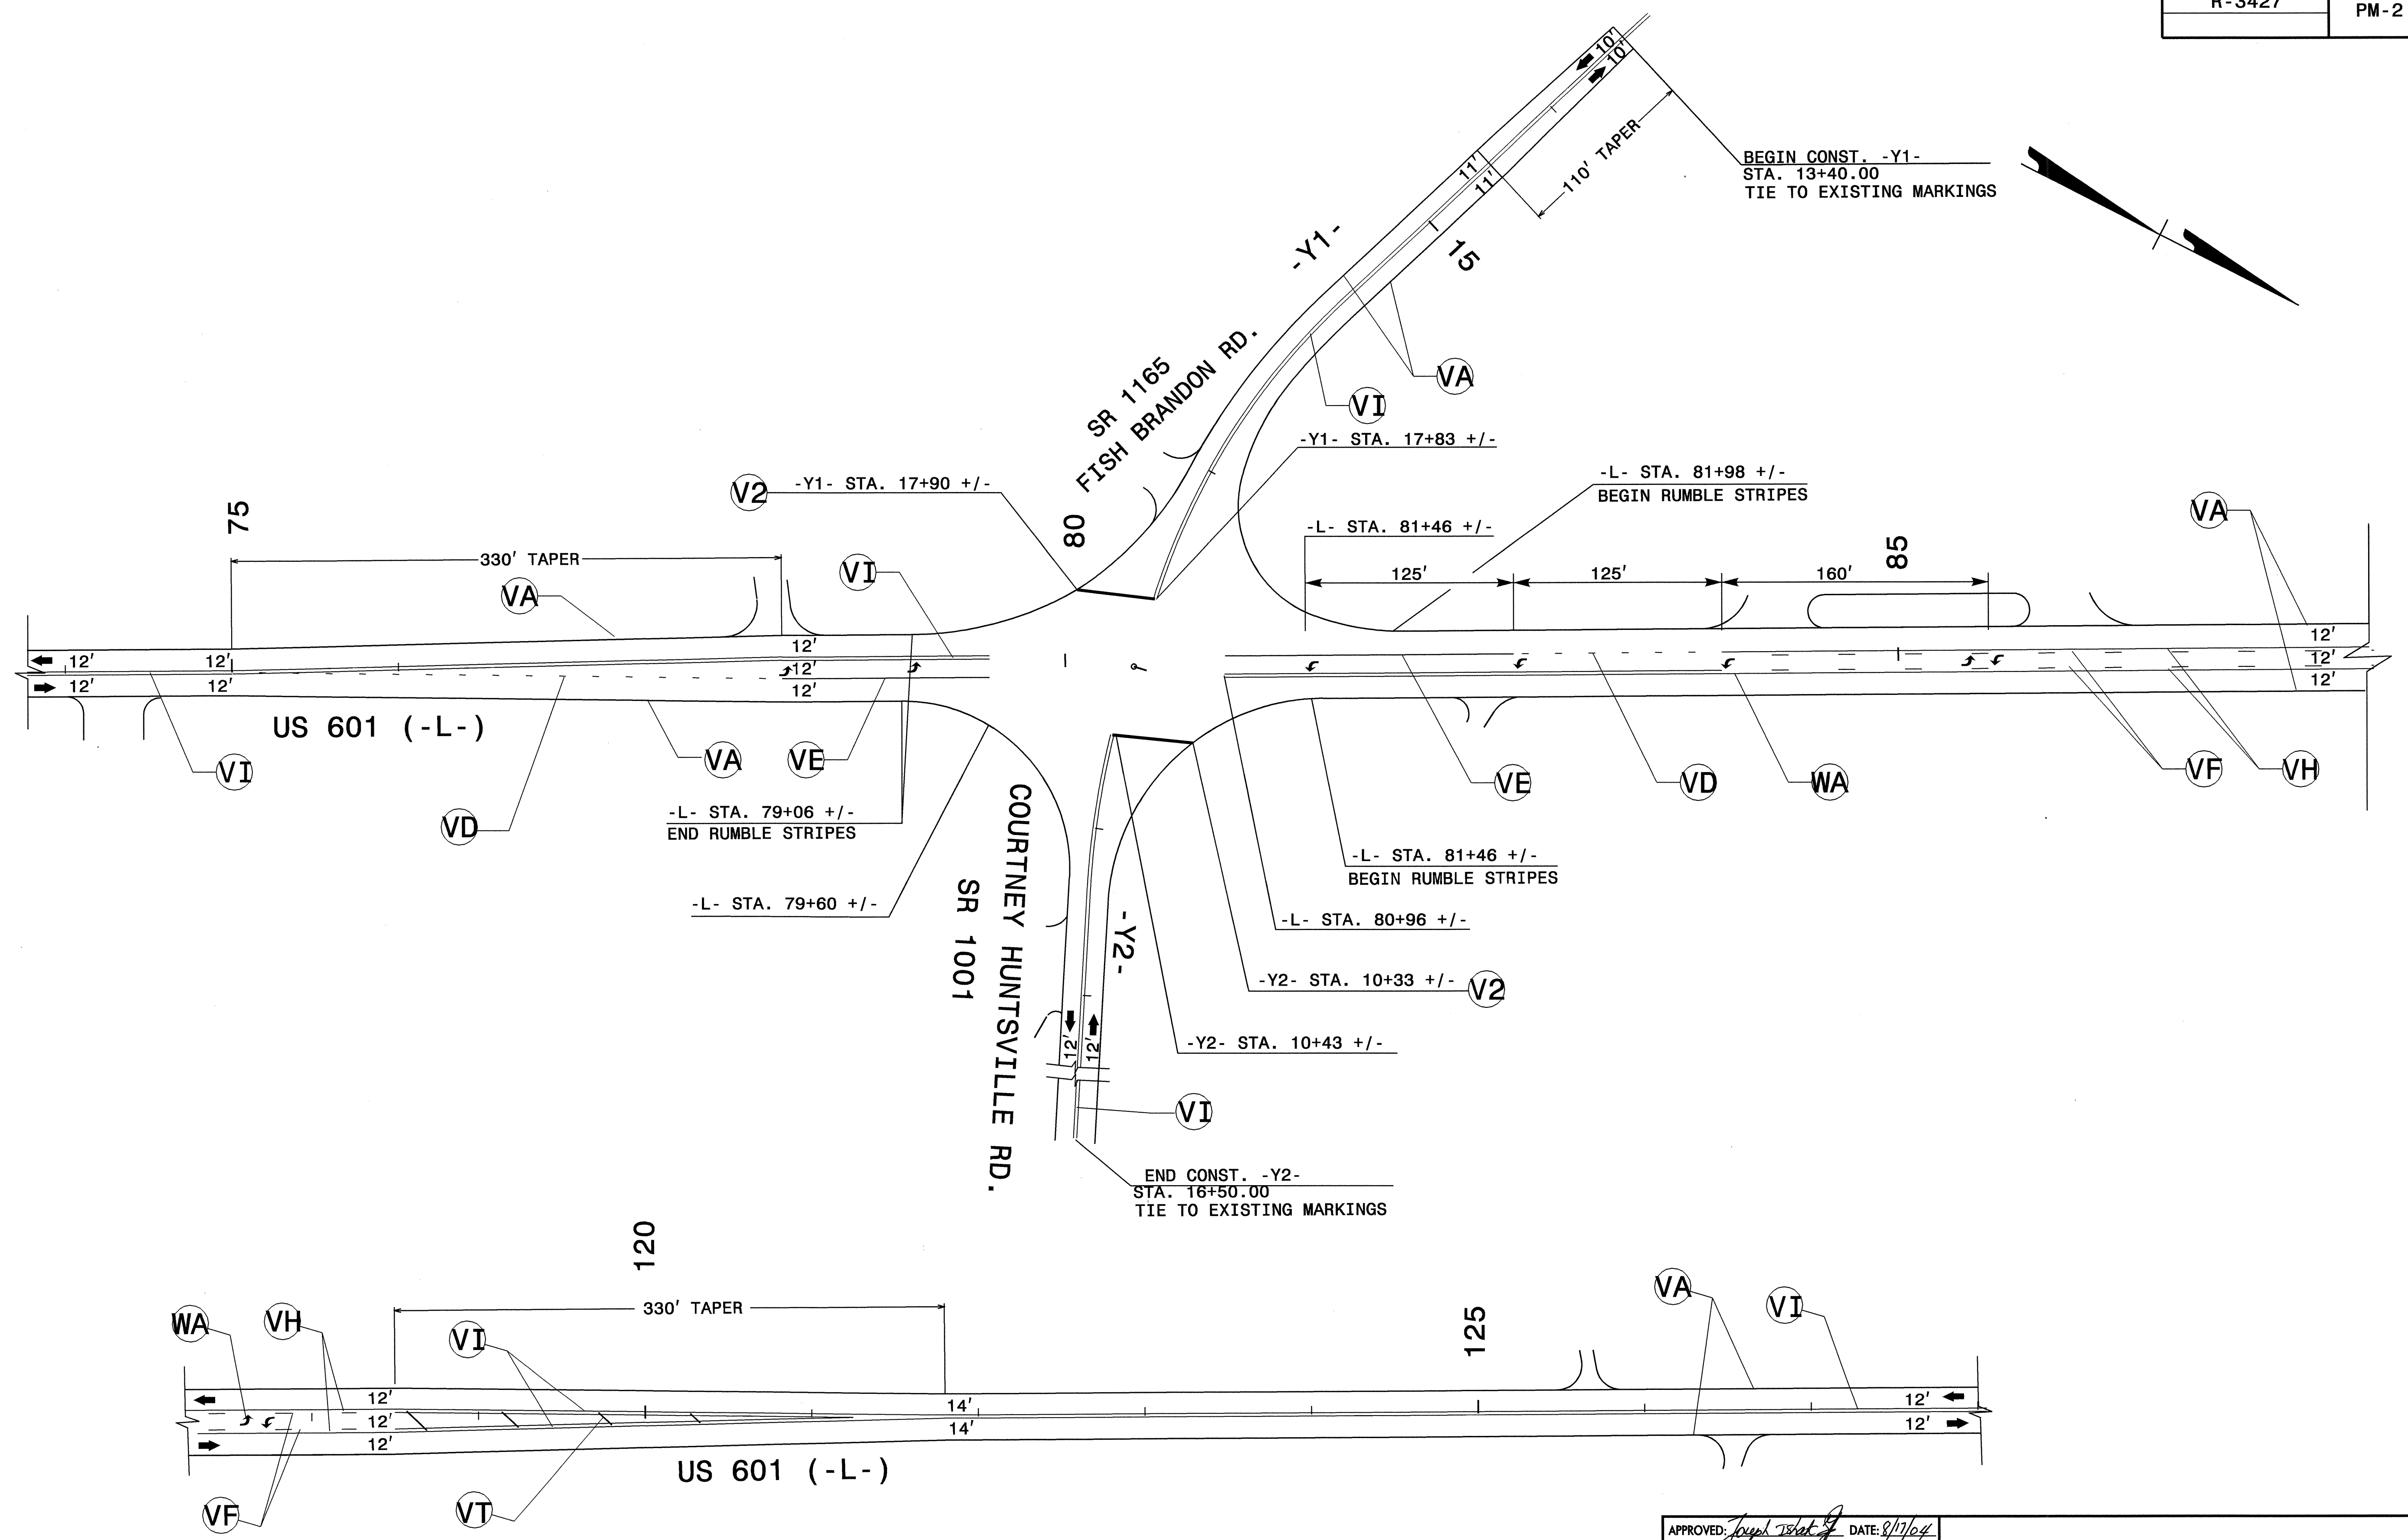 R-3427
PM-2
10'
10'
110' TAPER
11'
11'
BEGIN CONST. -Y1-
STA. 13+40.00
TIE TO EXISTING MARKINGS
-Y1-
15
SR 1165
FISH BRANDON RD.
VA
VI
-Y1- STA. 17+83 +/-
V2
-Y1- STA. 17+90 +/-
-L- STA. 81+98 +/-
BEGIN RUMBLE STRIPES
-L- STA. 81+46 +/-
VA
75
80
85
330' TAPER
VA
VI
125'
125'
160'
12'
12'
12'
12'
12'
12'
12'
12'
12'
12'
12'
US 601 (-L-)
VI
VD
VA
VE
VE
VD
WA
VF
VH
-L- STA. 79+06 +/-
END RUMBLE STRIPES
-L- STA. 79+60 +/-
COURTNEY HUNTSVILLE RD.
SR 1001
-Y2-
-L- STA. 81+46 +/-
BEGIN RUMBLE STRIPES
-L- STA. 80+96 +/-
-Y2- STA. 10+33 +/-
V2
-Y2- STA. 10+43 +/-
12'
12'
VI
END CONST. -Y2-
STA. 16+50.00
TIE TO EXISTING MARKINGS
120
125
330' TAPER
WA
VH
VI
VA
VI
12'
14'
12'
12'
12'
14'
12'
US 601 (-L-)
VF
VT
APPROVED: DATE: 8/17/04